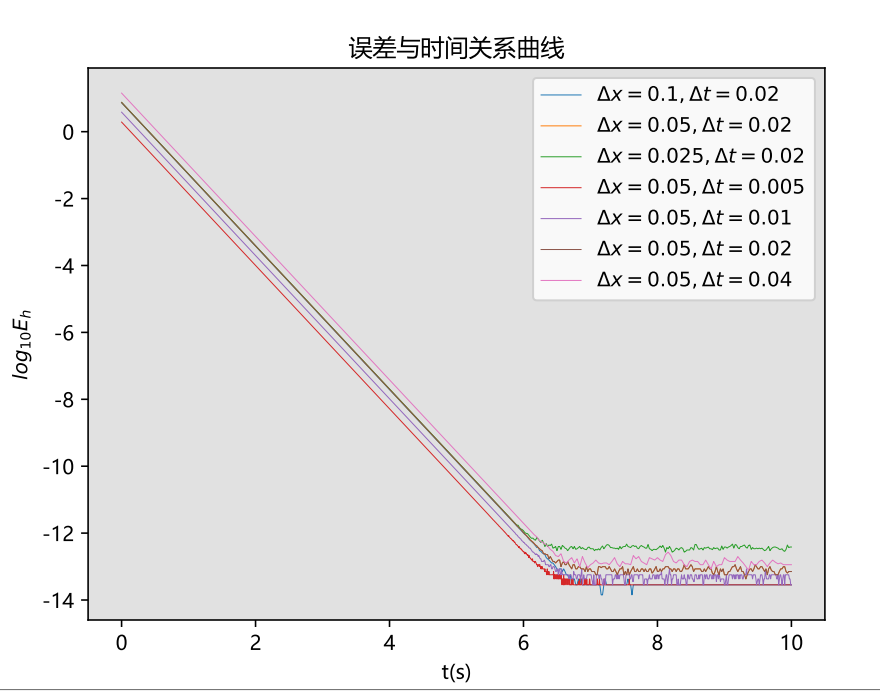 误差与时间关系曲线
Δx = 0.1, Δt = 0.02
Δx = 0.05, Δt = 0.02
Δx = 0.025, Δt = 0.02
Δx = 0.05, Δt = 0.005
Δx = 0.05, Δt = 0.01
Δx = 0.05, Δt = 0.02
Δx = 0.05, Δt = 0.04
0
-2
-4
-6
-8
-10
-12
-14
log₁₀Eₕ
0 2 4 6 8 10
t(s)